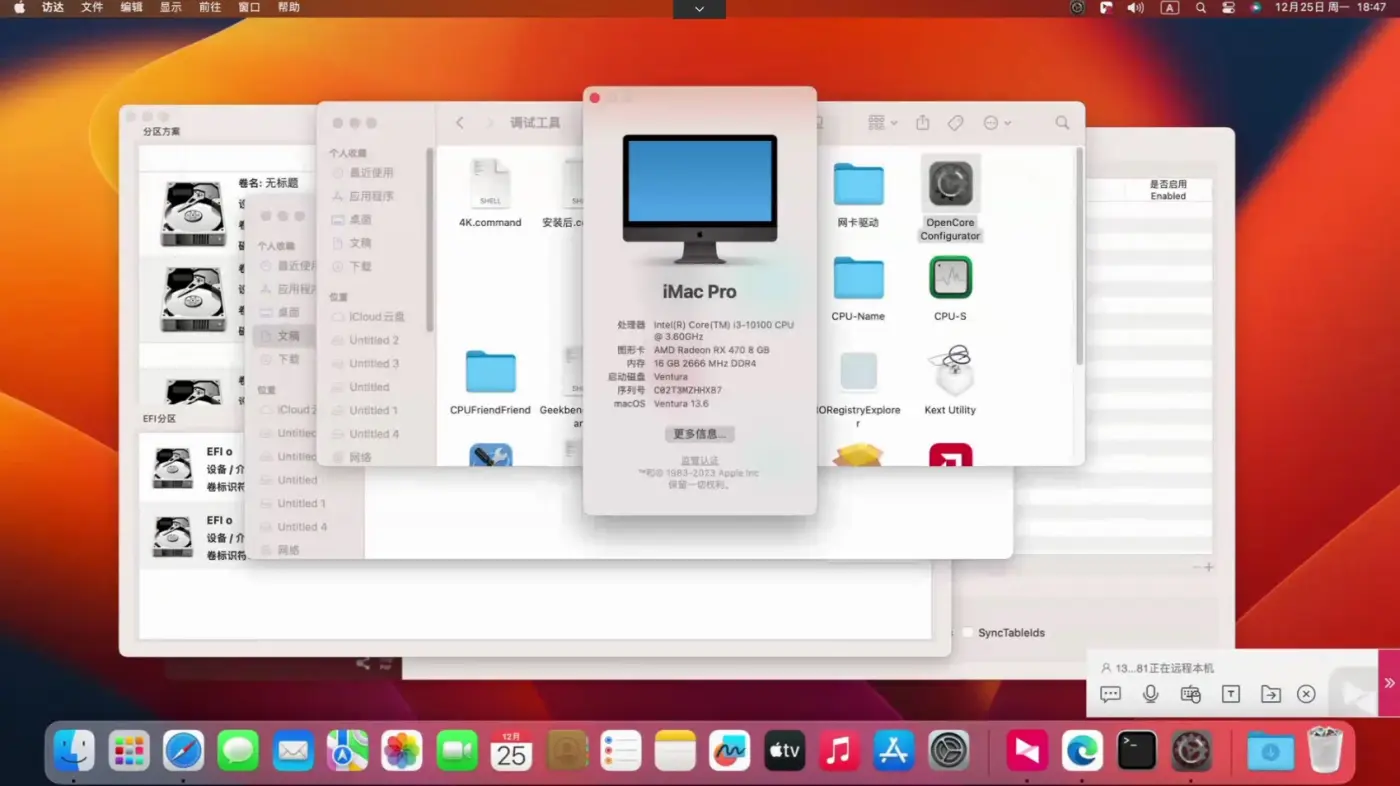 访达 文件 编辑 显示 前往 窗口 帮助
A
12月25日 周一 18:47
分区方案
卷名: 无标题
EFI分区
EFI o
设备 / 介
卷标识符
EFI o
设备 / 介
卷标识符
个人收藏
最近使用
应用程序
桌面
文稿
下载
位置
iCloud
Untitled
Untitled 1
Untitled 4
网络
调试工具
个人收藏
最近使用
应用程序
桌面
文稿
下载
位置
iCloud 云盘
Untitled 2
Untitled 3
Untitled
Untitled 1
Untitled 4
网络
SHELL
4K.command
安装后.co
CPUFriendFriend
Geekben
网卡驱动
OpenCore
Configurator
CPU-Name
CPU-S
IORegistryExplore
r
Kext Utility
iMac Pro
处理器 Intel(R) Core(TM) i3-10100 CPU
@ 3.60GHz
图形卡 AMD Radeon RX 470 8 GB
内存 16 GB 2666 MHz DDR4
启动磁盘 Ventura
序列号 C02T3MZHHX87
macOS Ventura 13.6
更多信息...
监管认证
™和© 1983-2023 Apple Inc
保留一切权利。
是否启用
Enabled
SyncTableIds
13...81正在远程本机
12月
25
tv